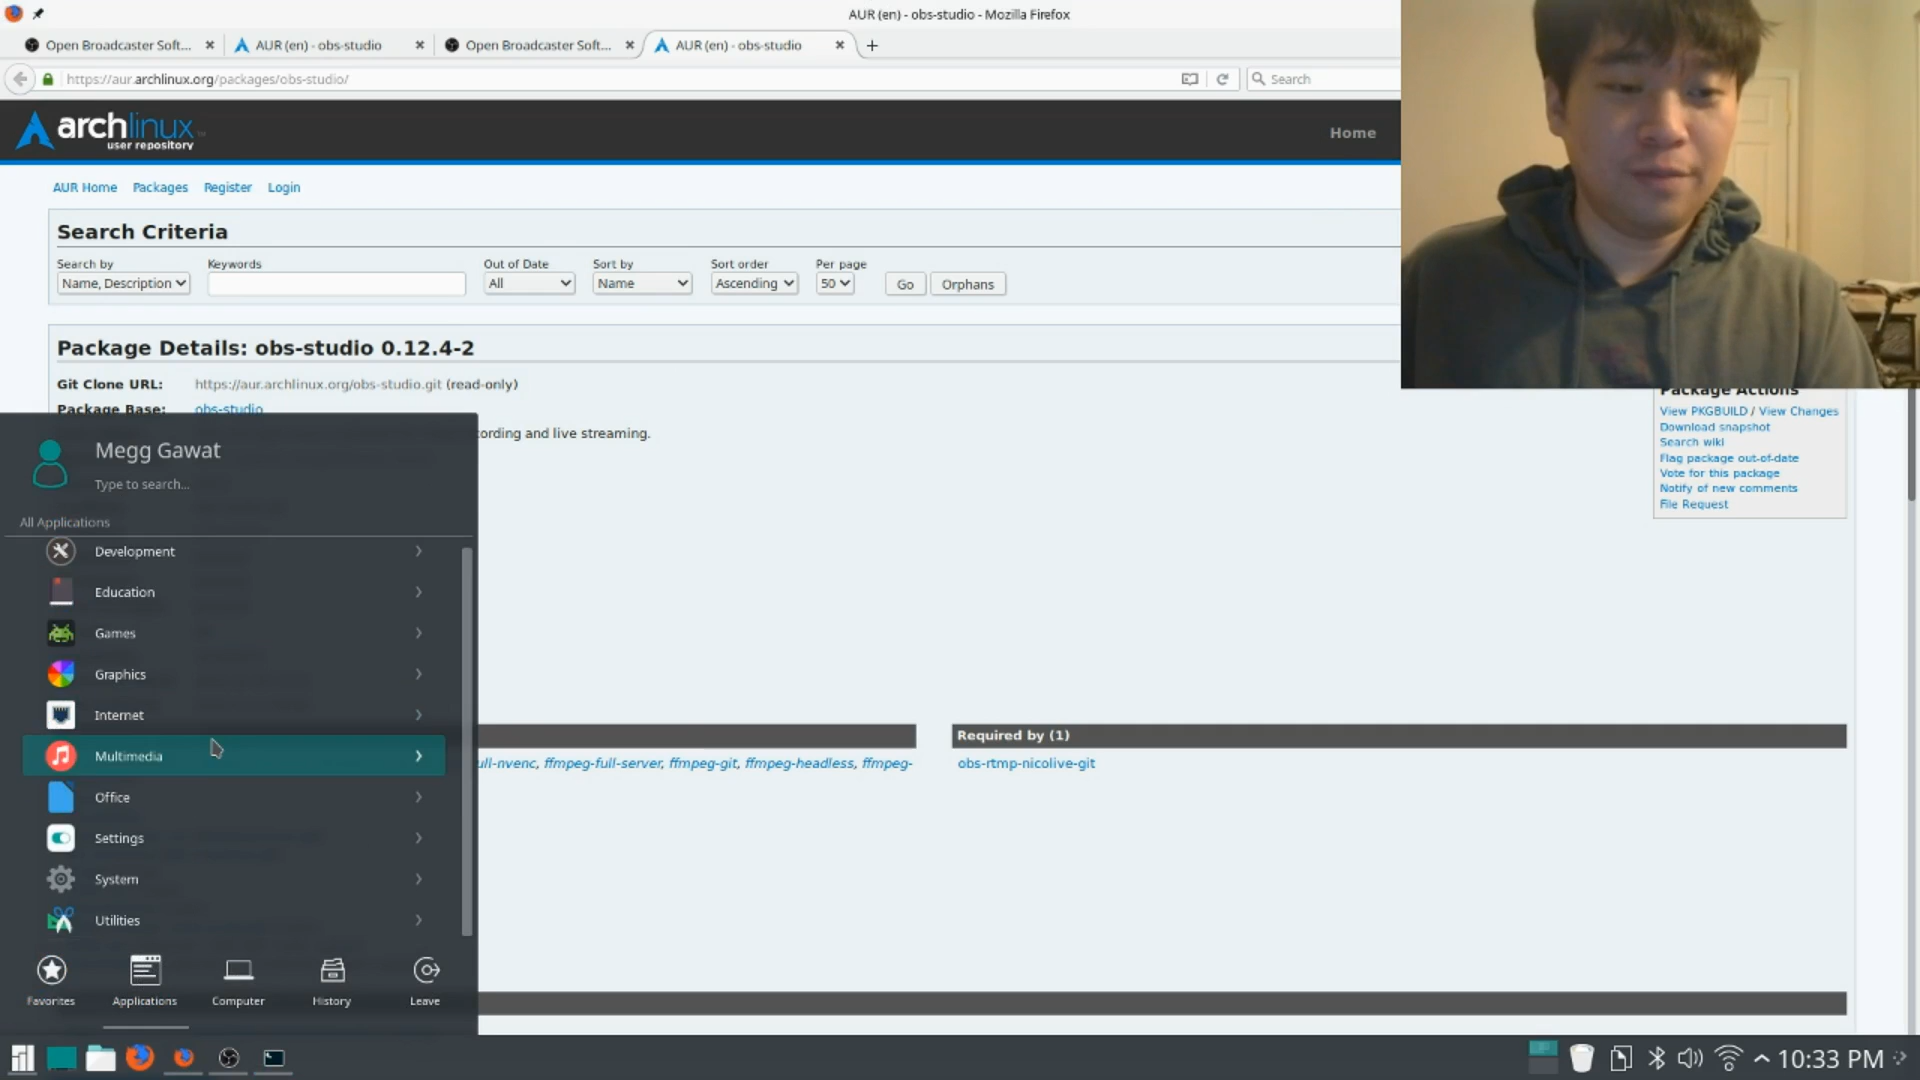 AUR (en) - obs-studio - Mozilla Firefox
Open Broadcaster Soft...
AUR (en) - obs-studio
Open Broadcaster Soft...
AUR (en) - obs-studio
https://aur.archlinux.org/packages/obs-studio/
Search
archlinux
user repository
Home
AUR Home Packages Register Login
Search Criteria
Search by Keywords Out of Date Sort by Sort order Per page
Name, Description All Name Ascending 50 Go Orphans
Package Details: obs-studio 0.12.4-2
Git Clone URL: https://aur.archlinux.org/obs-studio.git (read-only)
Package Base: obs-studio
cording and live streaming.
Package Actions
View PKGBUILD / View Changes
Download snapshot
Search wiki
Flag package out-of-date
Vote for this package
Notify of new comments
File Request
Megg Gawat
Type to search...
All Applications
Development
Education
Games
Graphics
Internet
Multimedia
Office
Settings
System
Utilities
Favorites Applications Computer History Leave
Required by (1)
ull-nvenc, ffmpeg-full-server, ffmpeg-git, ffmpeg-headless, ffmpeg-
obs-rtmp-nicolive-git
10:33 PM